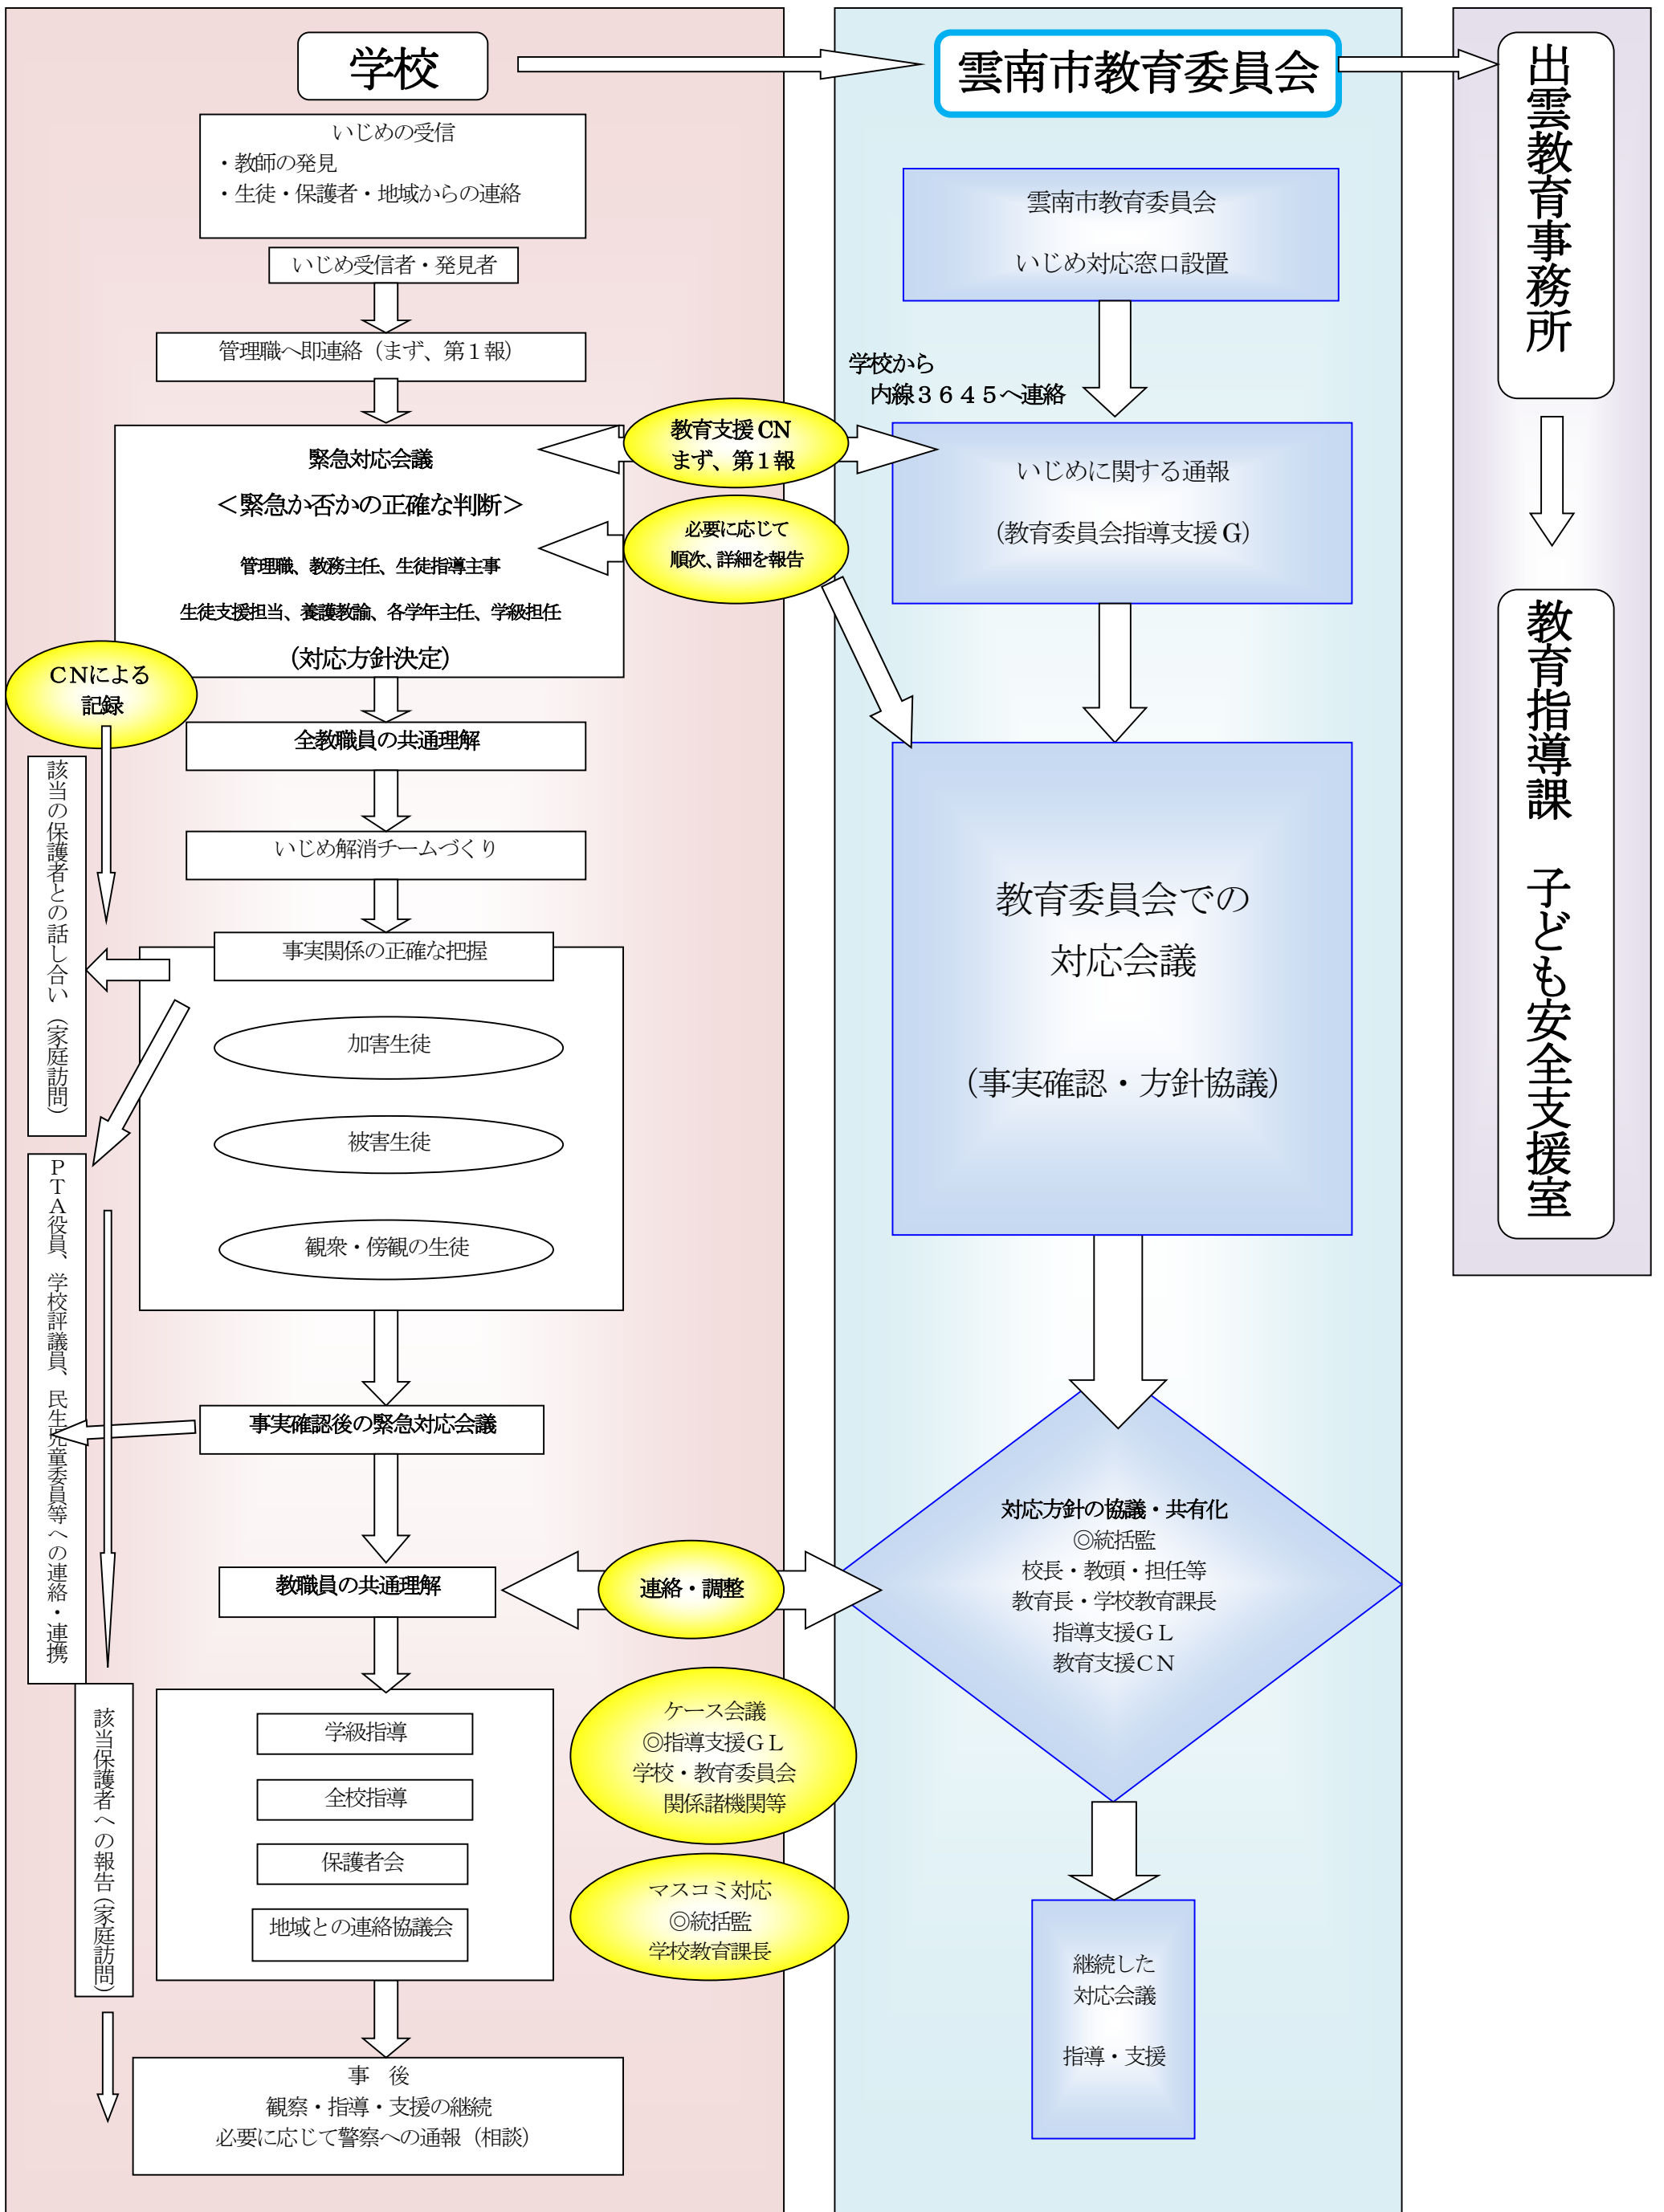 学校
いじめの受信
・教師の発見
・生徒・保護者・地域からの連絡
いじめ受信者・発見者
管理職へ即連絡（まず、第１報）
緊急対応会議
＜緊急か否かの正確な判断＞
管理職、教務主任、生徒指導主事
生徒支援担当、養護教諭、各学年主任、学級担任
（対応方針決定）
ＣＮによる
記録
全教職員の共通理解
いじめ解消チームづくり
事実関係の正確な把握
加害生徒
被害生徒
観衆・傍観の生徒
該当の保護者との話し合い（家庭訪問）
ＰＴＡ役員、学校評議員、民生児童委員等への連絡・連携
事実確認後の緊急対応会議
教職員の共通理解
学級指導
全校指導
保護者会
地域との連絡協議会
該当保護者への報告（家庭訪問）
事　後
観察・指導・支援の継続
必要に応じて警察への通報（相談）
教育支援 CN
まず、第１報
必要に応じて
順次、詳細を報告
連絡・調整
ケース会議
◎指導支援ＧＬ
学校・教育委員会
関係諸機関等
マスコミ対応
◎統括監
学校教育課長
雲南市教育委員会
雲南市教育委員会
いじめ対応窓口設置
学校から
内線３６４５へ連絡
いじめに関する通報
（教育委員会指導支援 G）
教育委員会での
対応会議
（事実確認・方針協議）
対応方針の協議・共有化
◎統括監
校長・教頭・担任等
教育長・学校教育課長
指導支援ＧＬ
教育支援ＣＮ
継続した
対応会議
指導・支援
出雲教育事務所
教育指導課　子ども安全支援室